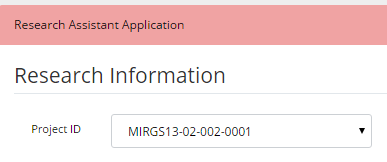 Research Assistant Application
Research Information
Project ID MIRGS13-02-002-0001